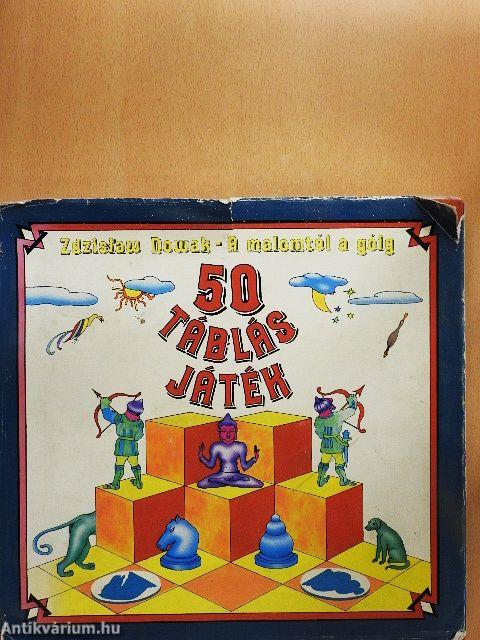 Zdzisław Nowak - A malomtól a góig
50
TÁBLÁS
JÁTÉK
Antikvárium.hu